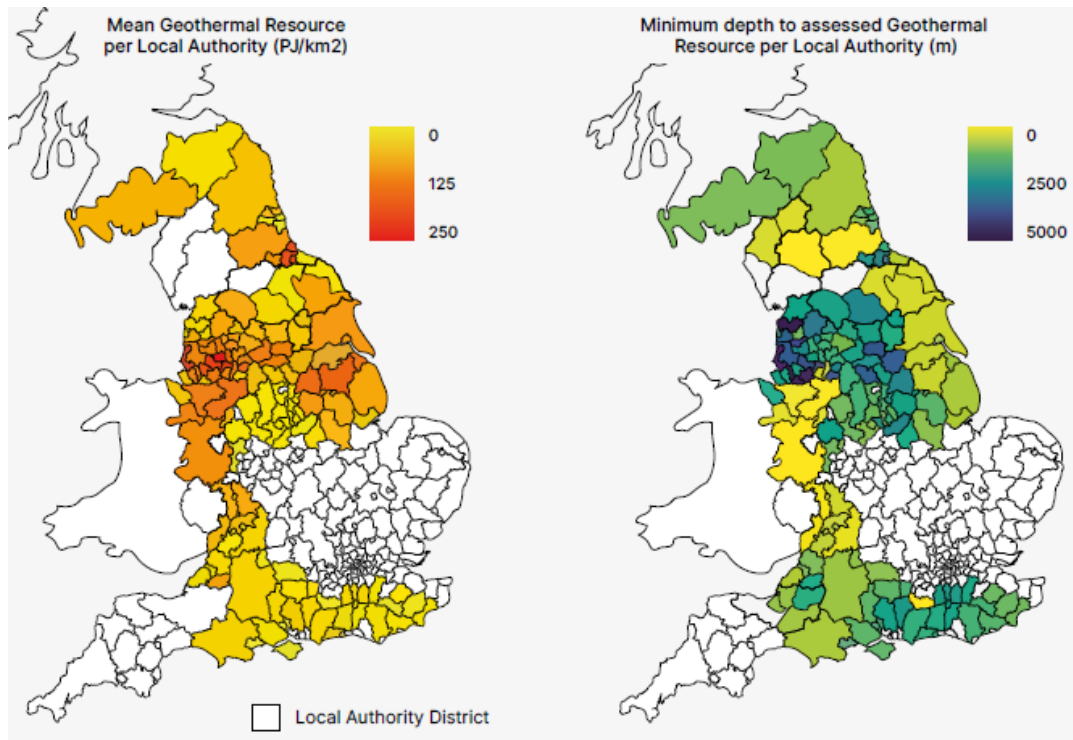 Mean Geothermal Resource
per Local Authority (PJ/km2)
0
125
250
Minimum depth to assessed Geothermal
Resource per Local Authority (m)
0
2500
5000
Local Authority District